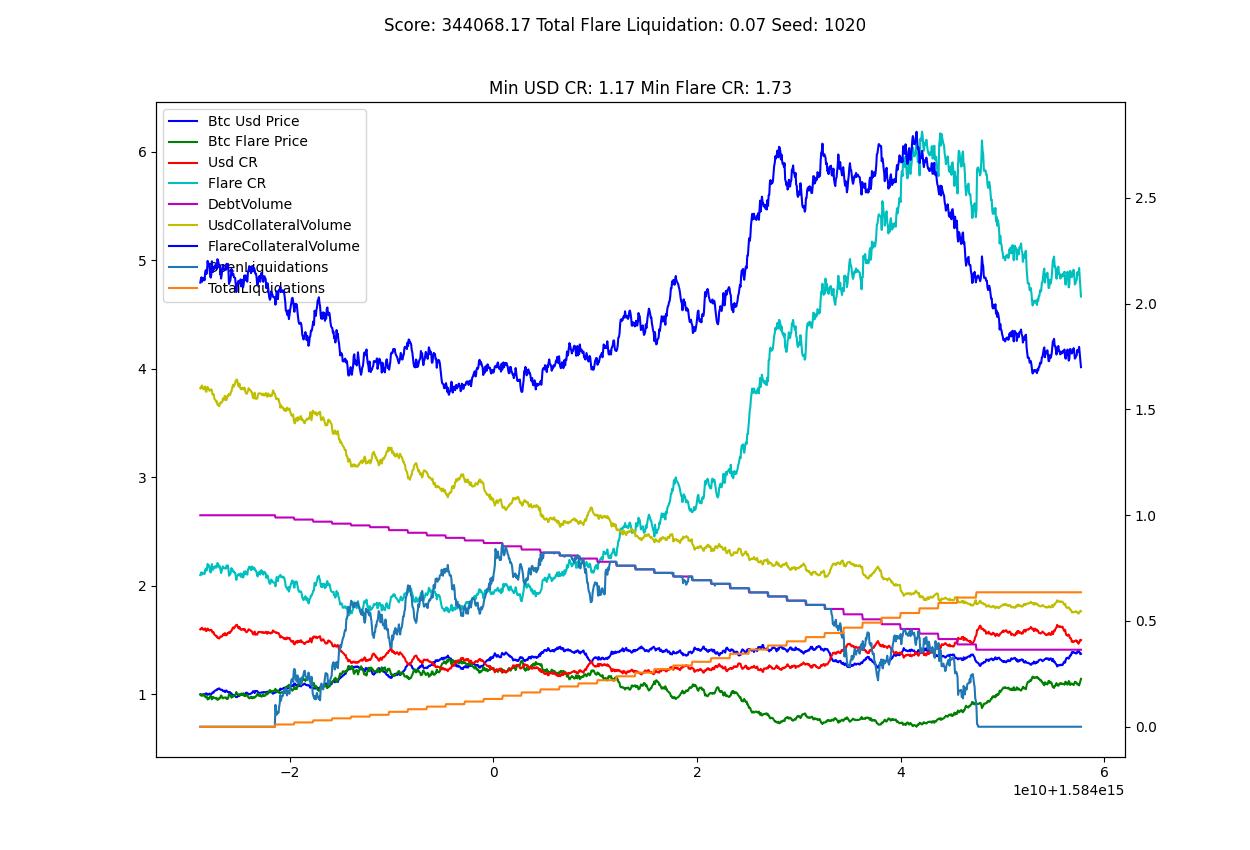 Score: 344068.17 Total Flare Liquidation: 0.07 Seed: 1020
Min USD CR: 1.17 Min Flare CR: 1.73
Btc Usd Price
Btc Flare Price
Usd CR
Flare CR
DebtVolume
UsdCollateralVolume
FlareCollateralVolume
OpenLiquidations
TotalLiquidations
6
5
4
3
2
1
2.5
2.0
1.5
1.0
0.5
0.0
−2 0 2 4 6
1e10+1.584e15